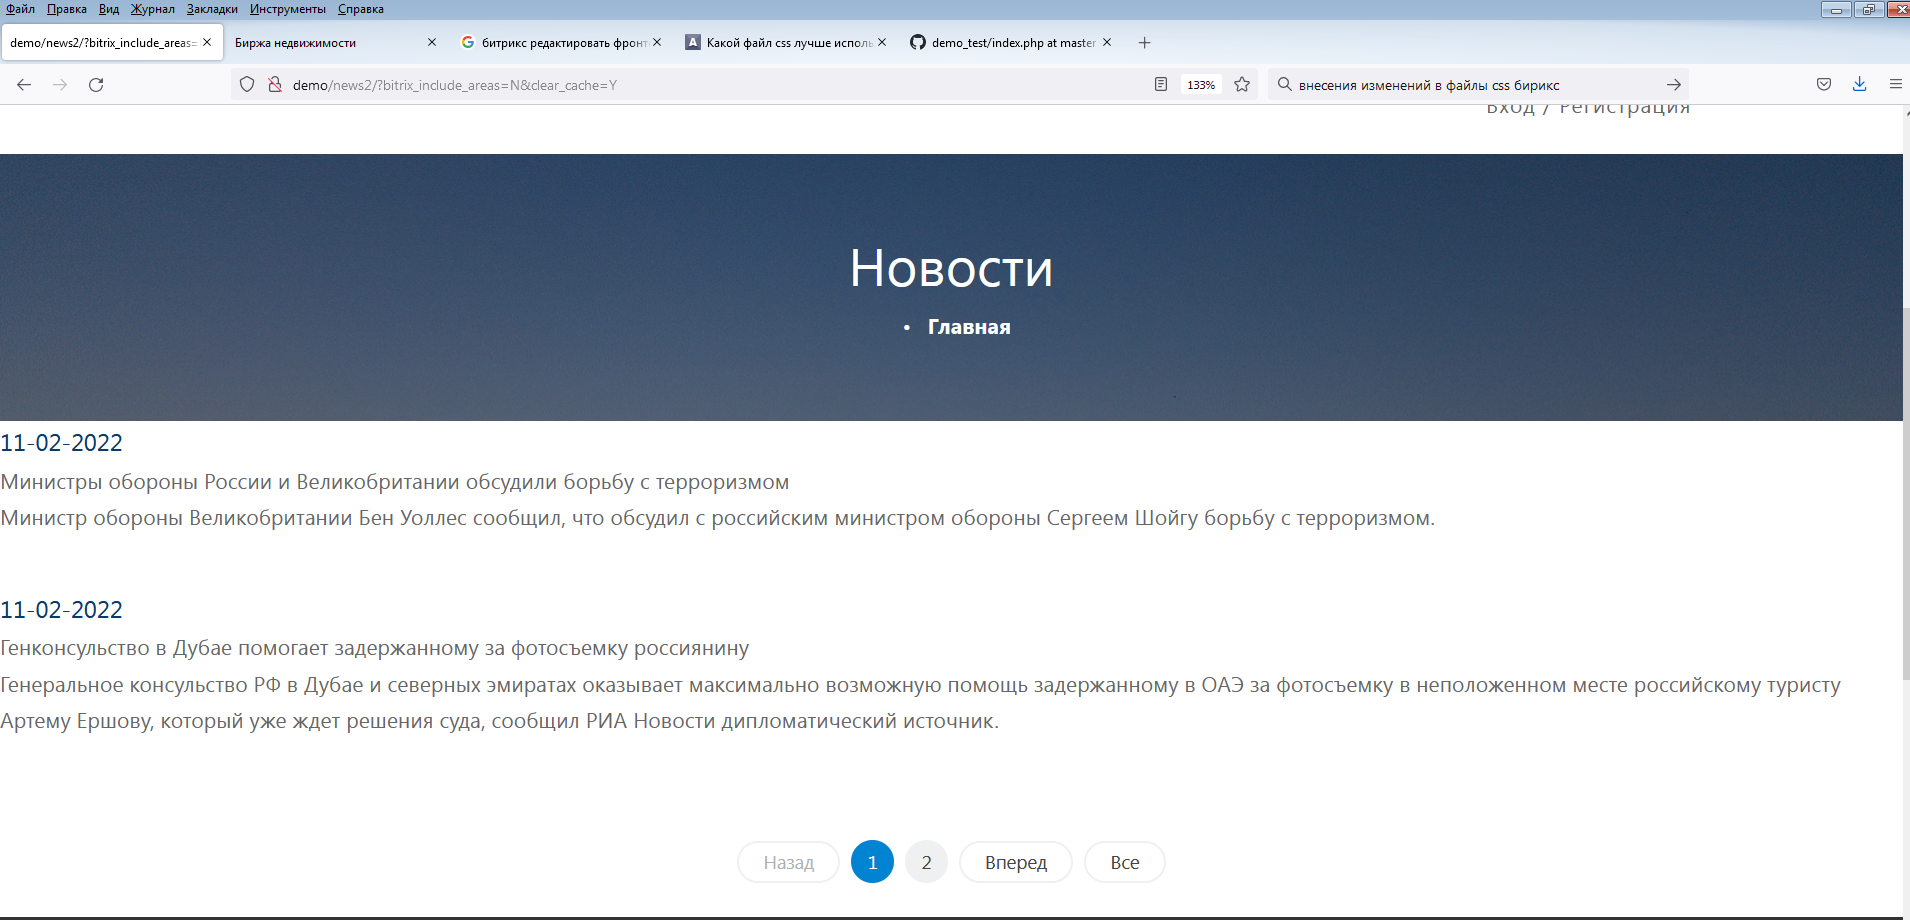 Файл Правка Вид Журнал Закладки Инструменты Справка
demo/news2/?bitrix_include_areas= Биржа недвижимости битрикс редактировать фронт Какой файл css лучше исполь demo_test/index.php at master
demo/news2/?bitrix_include_areas=N&clear_cache=Y 133% внесения изменений в файлы css бирикс
Вход / Регистрация
Новости
• Главная
11-02-2022
Министры обороны России и Великобритании обсудили борьбу с терроризмом
Министр обороны Великобритании Бен Уоллес сообщил, что обсудил с российским министром обороны Сергеем Шойгу борьбу с терроризмом.
11-02-2022
Генконсульство в Дубае помогает задержанному за фотосъемку россиянину
Генеральное консульство РФ в Дубае и северных эмиратах оказывает максимально возможную помощь задержанному в ОАЭ за фотосъемку в неположенном месте российскому туристу
Артему Ершову, который уже ждет решения суда, сообщил РИА Новости дипломатический источник.
Назад 1 2 Вперед Все